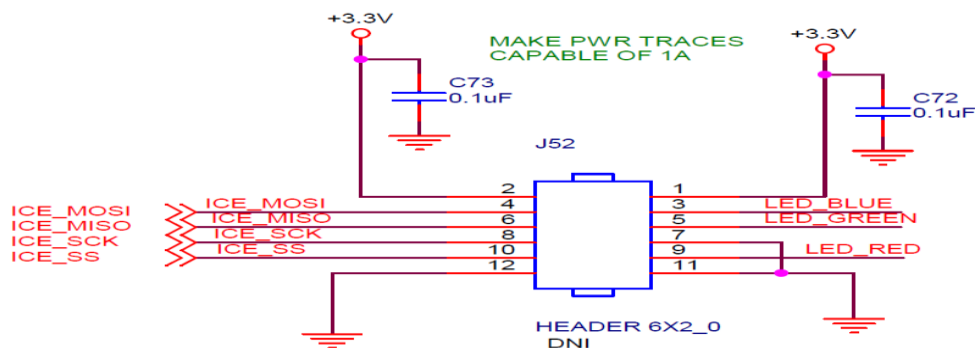 +3.3V
+3.3V
MAKE PWR TRACES
CAPABLE OF 1A
C73
0.1uF
C72
0.1uF
J52
2
1
ICE_MOSI
ICE_MOSI
4
3
LED_BLUE
ICE_MISO
ICE_MISO
6
5
LED_GREEN
ICE_SCK
ICE_SCK
8
7
ICE_SS
ICE_SS
10
9
LED_RED
12
11
HEADER 6X2_0
DNI